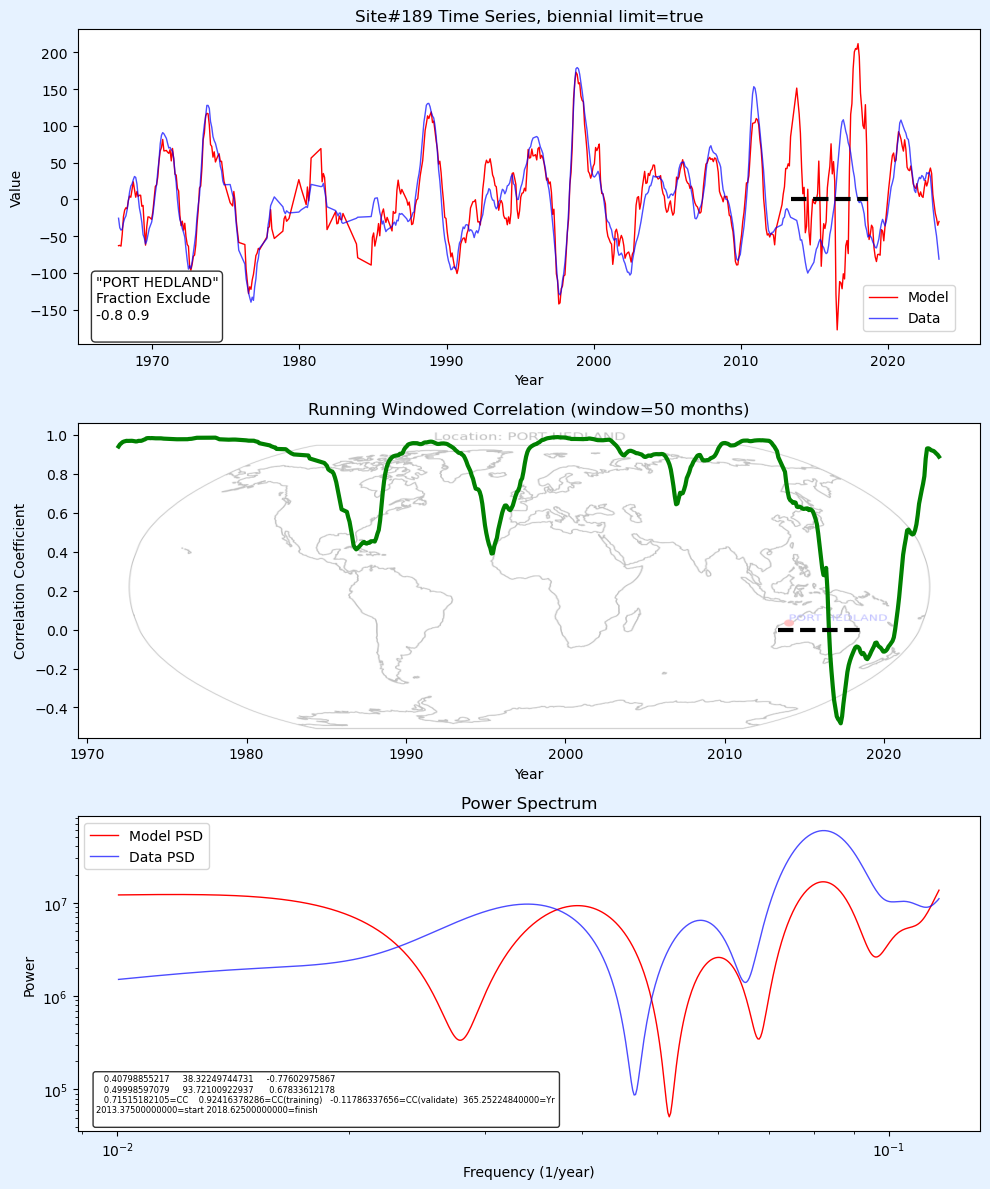 Site#189 Time Series, biennial limit=true
Value
200
150
100
50
0
−50
−100
−150
"PORT HEDLAND"
Fraction Exclude
-0.8 0.9
Model
Data
1970
1980
1990
2000
2010
2020
Year
Running Windowed Correlation (window=50 months)
Location: PORT HEDLAND
Correlation Coefficient
1.0
0.8
0.6
0.4
0.2
0.0
−0.2
−0.4
PORT HEDLAND
1970
1980
1990
2000
2010
2020
Year
Power Spectrum
Model PSD
Data PSD
Power
10⁷
10⁶
10⁵
0.40798855217 38.32249744731 -0.77602975867
0.49998597079 93.72100922937 0.67833612178
0.71515182105=CC 0.92416378286=CC(training) -0.11786337656=CC(validate) 365.25224840000=Yr
2013.37500000000=start 2018.62500000000=finish
10⁻²
10⁻¹
Frequency (1/year)